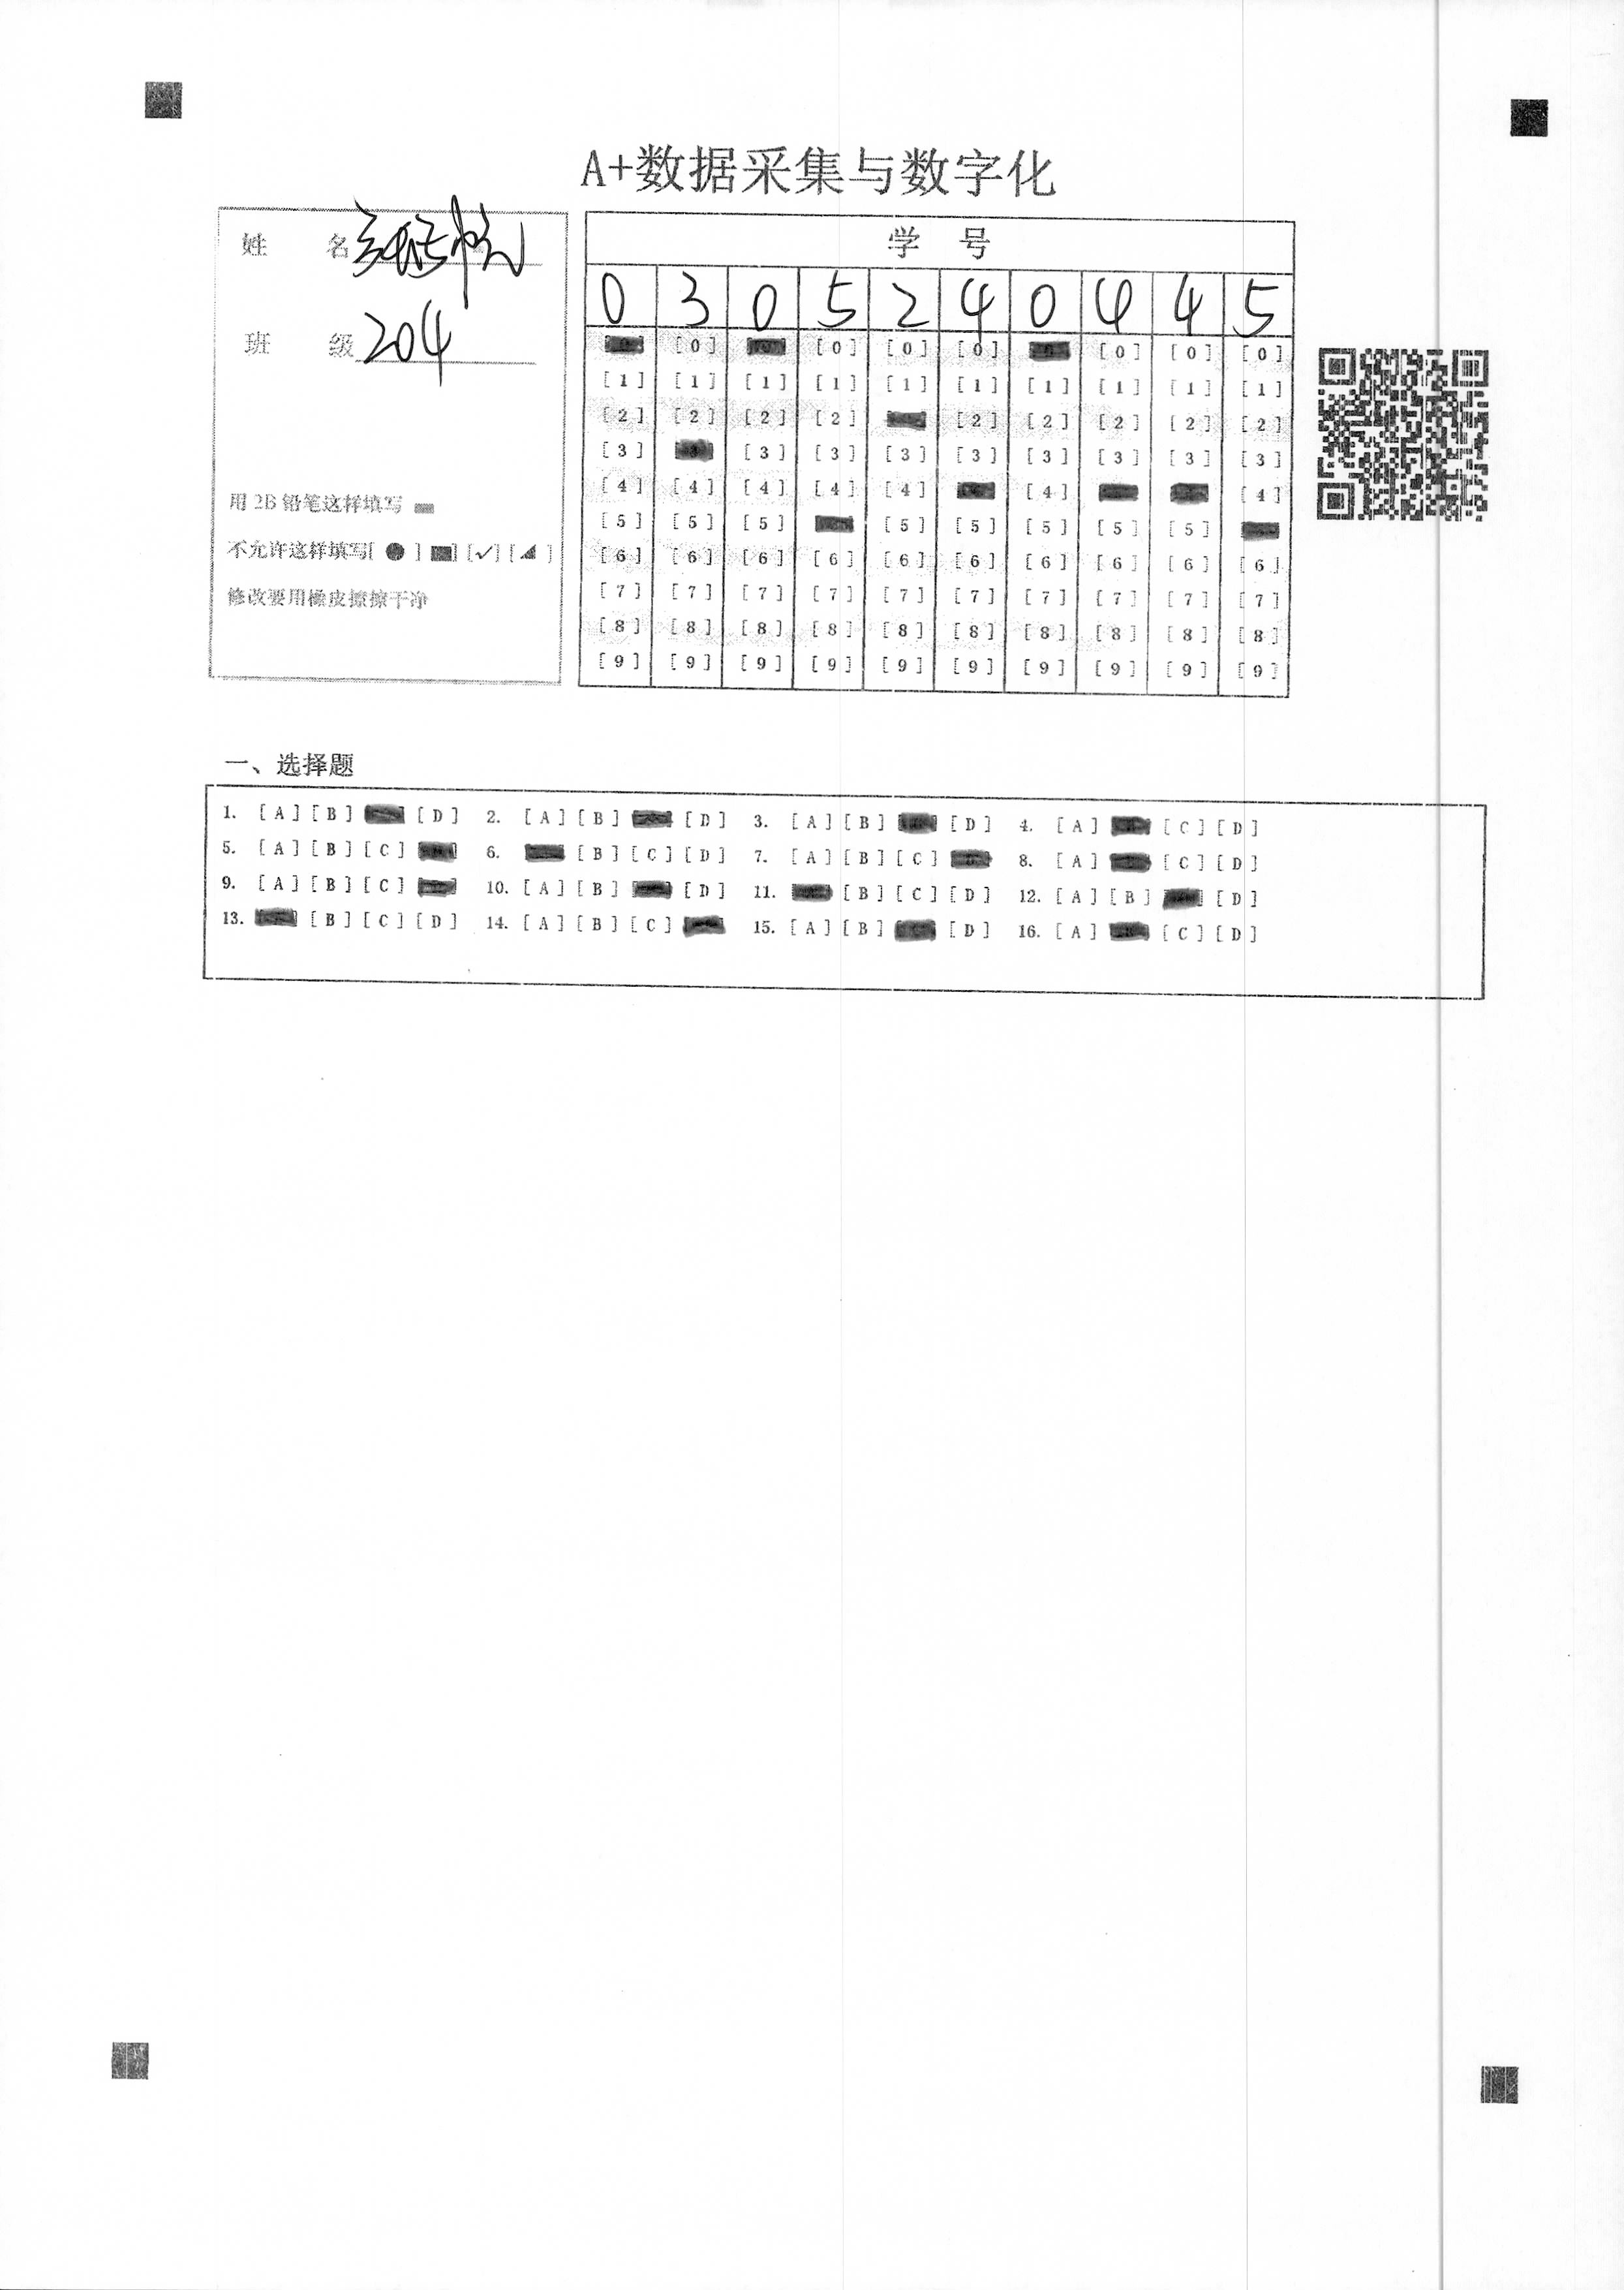 A+数据采集与数字化
姓 名
班 级 204
用 2B 铅笔这样填写
不允许这样填写[ ● ] [ ■ ] [ ✓ ] [ ◢ ]
修改要用橡皮擦擦干净
学 号
0 3 0 5 2 4 0 4 4 5
[0] [0] [0] [0] [0] [0] [0]
[1] [1] [1] [1] [1] [1] [1] [1] [1] [1]
[2] [2] [2] [2] [2] [2] [2] [2] [2]
[3] [3] [3] [3] [3] [3] [3] [3] [3]
[4] [4] [4] [4] [4] [4] [4]
[5] [5] [5] [5] [5] [5] [5] [5]
[6] [6] [6] [6] [6] [6] [6] [6] [6] [6]
[7] [7] [7] [7] [7] [7] [7] [7] [7] [7]
[8] [8] [8] [8] [8] [8] [8] [8] [8] [8]
[9] [9] [9] [9] [9] [9] [9] [9] [9] [9]
一、选择题
1. [A] [B] [D] 2. [A] [B] [D] 3. [A] [B] [D] 4. [A] [C] [D]
5. [A] [B] [C] 6. [B] [C] [D] 7. [A] [B] [C] 8. [A] [C] [D]
9. [A] [B] [C] 10. [A] [B] [D] 11. [B] [C] [D] 12. [A] [B] [D]
13. [B] [C] [D] 14. [A] [B] [C] 15. [A] [B] [D] 16. [A] [C] [D]